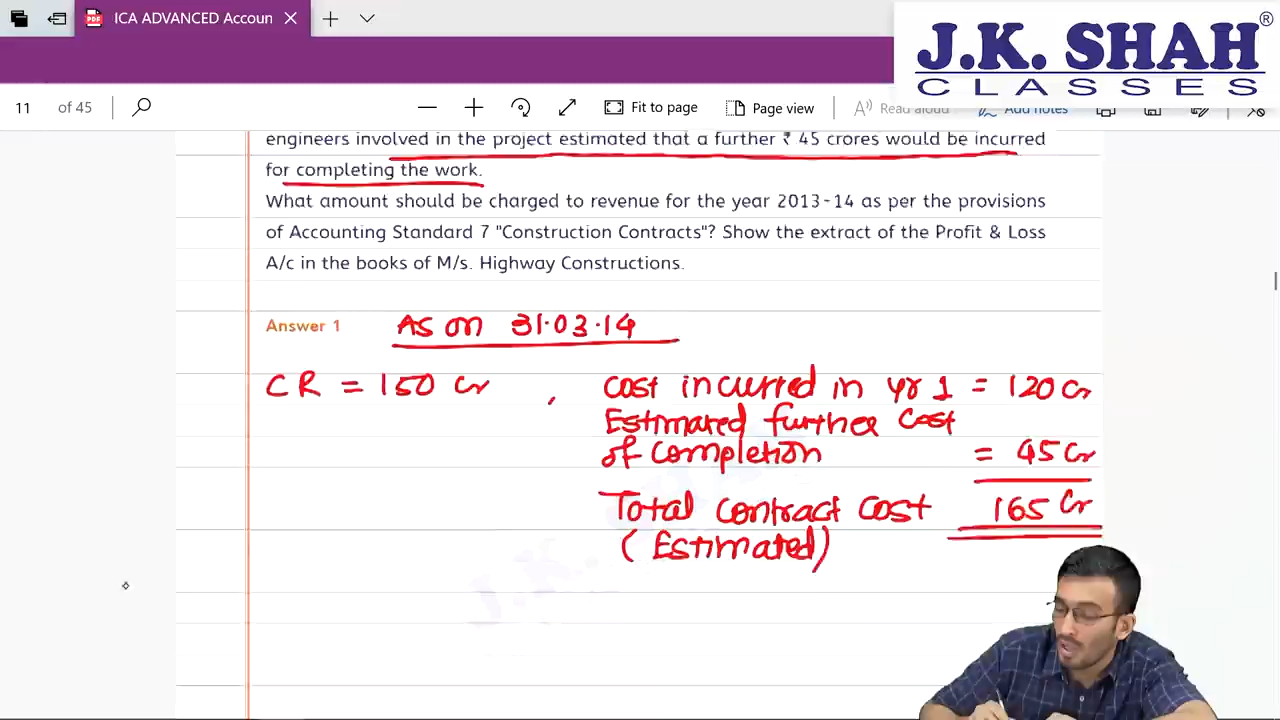 ICA ADVANCED Accoun
J.K. SHAH®
CLASSES
11 of 45
Fit to page
Page view
Read aloud
Add notes
engineers involved in the project estimated that a further ₹ 45 crores would be incurred
for completing the work.
What amount should be charged to revenue for the year 2013-14 as per the provisions
of Accounting Standard 7 "Construction Contracts"? Show the extract of the Profit & Loss
A/c in the books of M/s. Highway Constructions.
Answer 1 As on 31.03.14
CR = 150 Cr , Cost incurred in yr 1 = 120 Cr
Estimated further Cost
of completion = 45 Cr
Total contract cost 165 Cr
(Estimated)